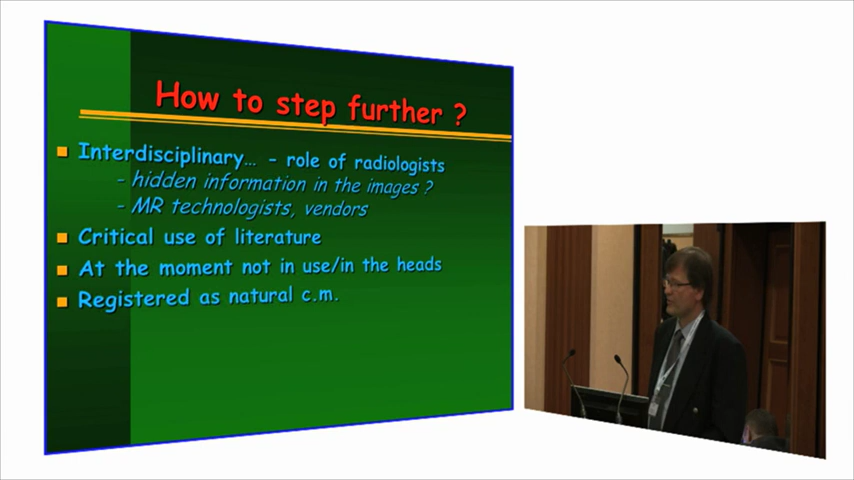 How to step further ?
Interdisciplinary... - role of radiologists
- hidden information in the images ?
- MR technologists, vendors
Critical use of literature
At the moment not in use/in the heads
Registered as natural c.m.